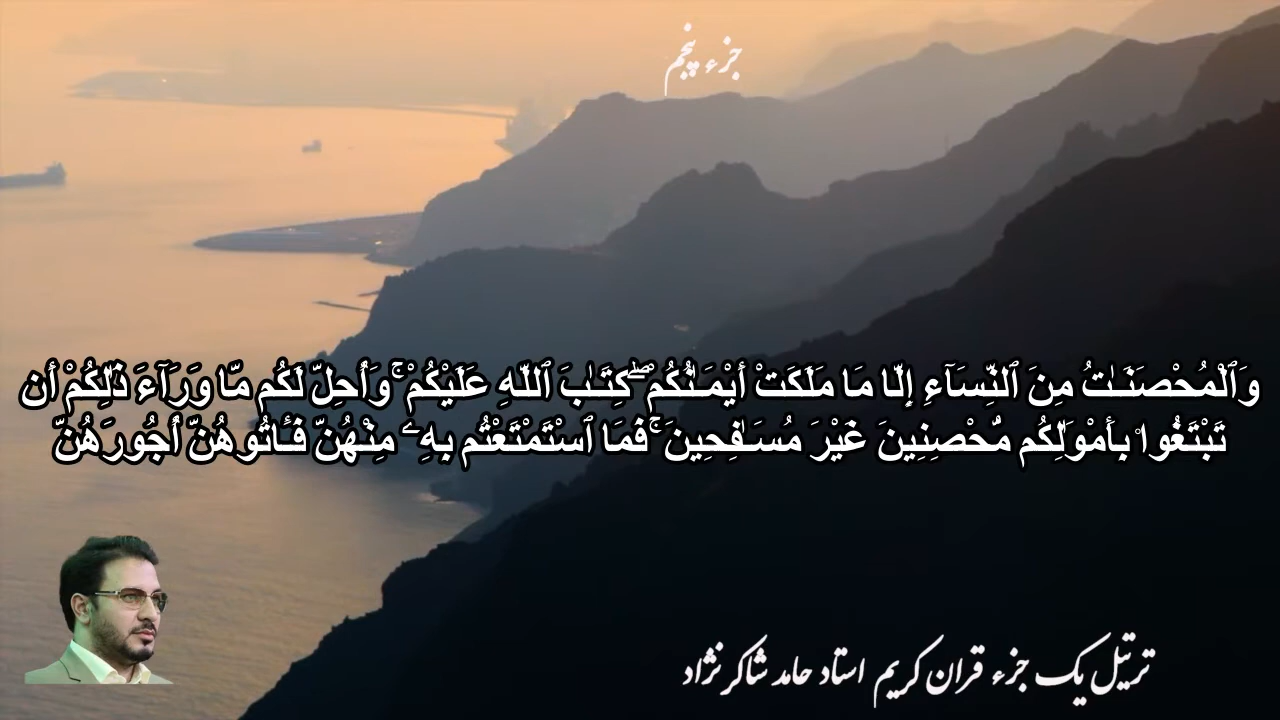 جزء پنجم
وَٱلْمُحْصَنَـٰتُ مِنَ ٱلنِّسَآءِ إِلَّا مَا مَلَكَتْ أَيْمَـٰنُكُمْ ۖ كِتَـٰبَ ٱللَّهِ عَلَيْكُمْ ۚ وَأُحِلَّ لَكُم مَّا وَرَآءَ ذَٰلِكُمْ أَن
تَبْتَغُوا۟ بِأَمْوَٰلِكُم مُّحْصِنِينَ غَيْرَ مُسَـٰفِحِينَ ۚ فَمَا ٱسْتَمْتَعْتُم بِهِۦ مِنْهُنَّ فَـَٔاتُوهُنَّ أُجُورَهُنَّ
ترتیل یک جزء قران کریم استاد حامد شاکرنژاد